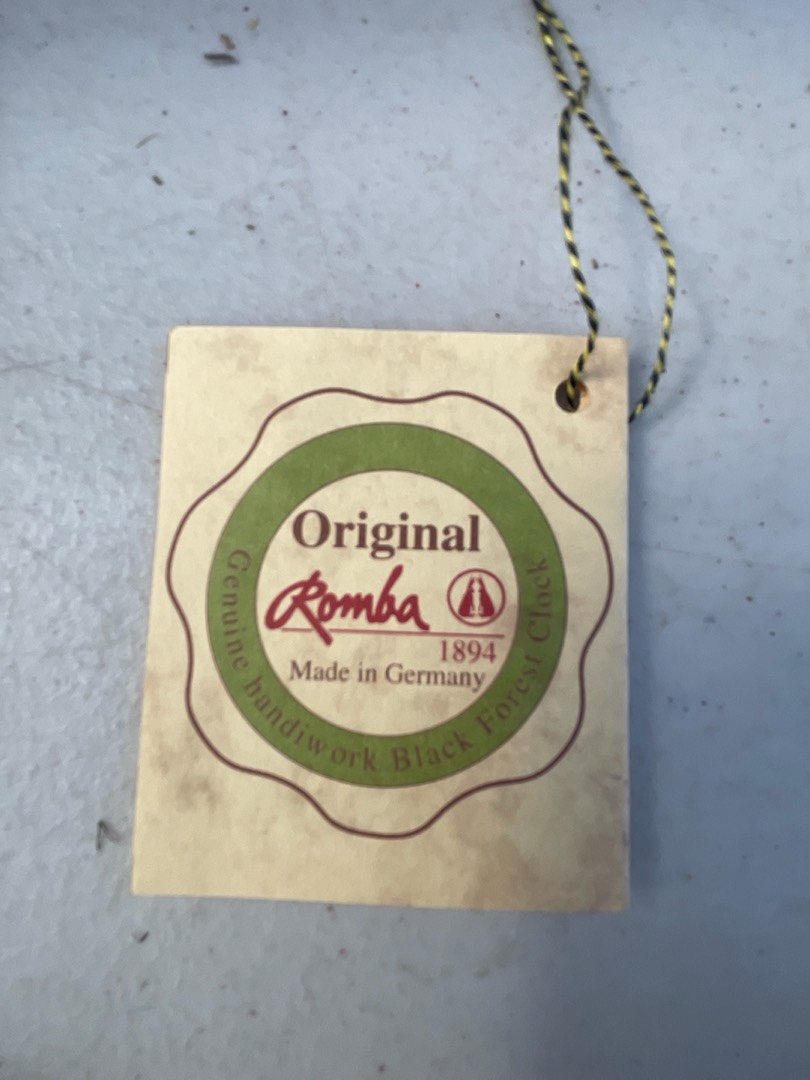 Original
Romba
1894
Made in Germany
Genuine handiwork Black Forest Clock